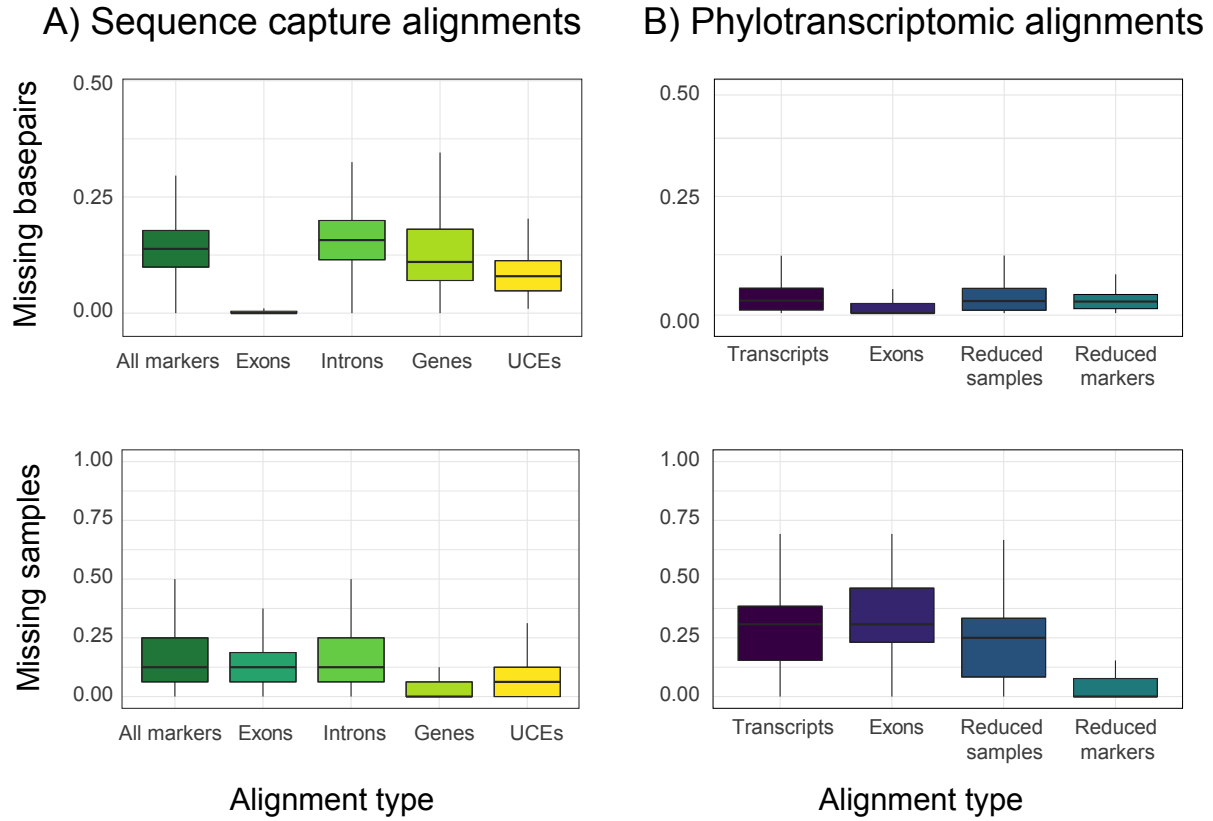 A) Sequence capture alignments
B) Phylotranscriptomic alignments
Missing basepairs
0.50
0.25
0.00
All markers Exons Introns Genes UCEs
0.50
0.25
0.00
Transcripts Exons Reduced samples Reduced markers
Missing samples
1.00
0.75
0.50
0.25
0.00
All markers Exons Introns Genes UCEs
Alignment type
1.00
0.75
0.50
0.25
0.00
Transcripts Exons Reduced samples Reduced markers
Alignment type